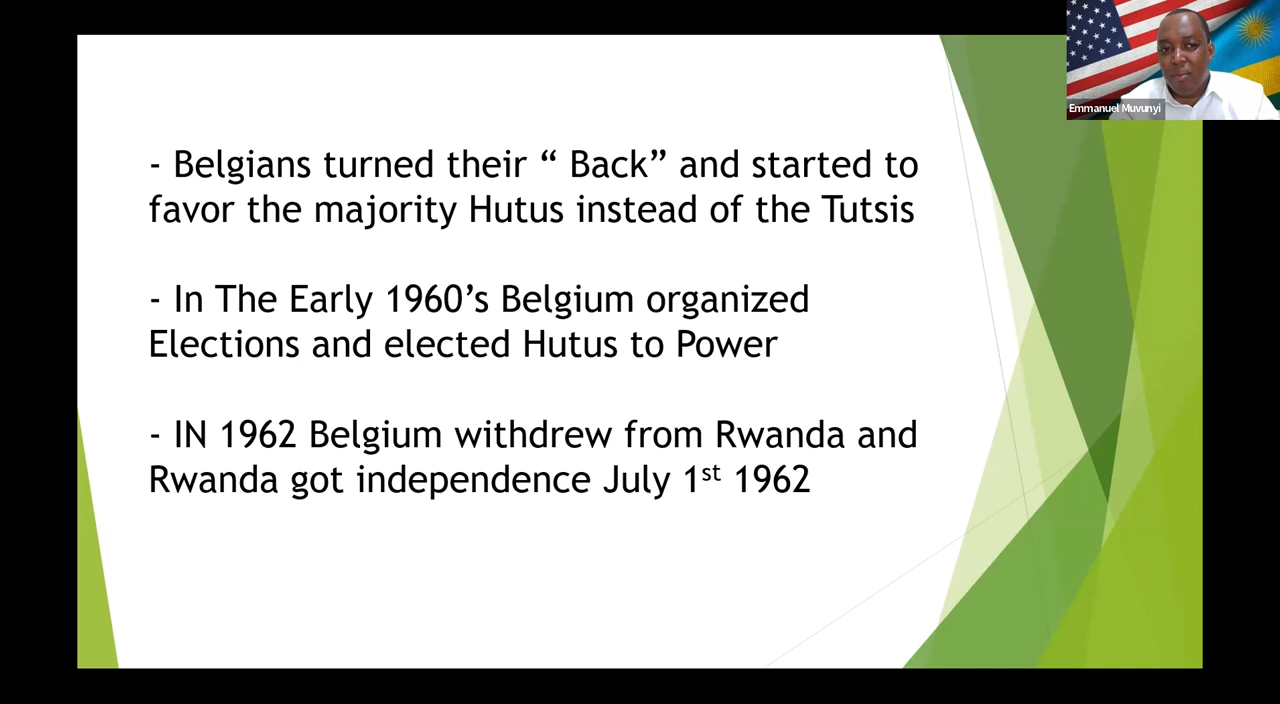 Emmanuel Muvunyi
- Belgians turned their “ Back” and started to
favor the majority Hutus instead of the Tutsis
- In The Early 1960’s Belgium organized
Elections and elected Hutus to Power
- IN 1962 Belgium withdrew from Rwanda and
Rwanda got independence July 1st 1962